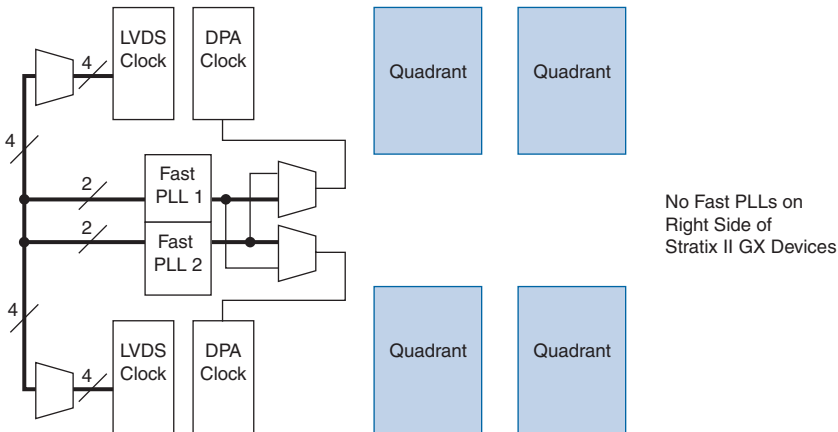 LVDS
Clock
DPA
Clock
Quadrant
Quadrant
4
4
2
Fast
PLL 1
2
Fast
PLL 2
No Fast PLLs on
Right Side of
Stratix II GX Devices
4
4
LVDS
Clock
DPA
Clock
Quadrant
Quadrant